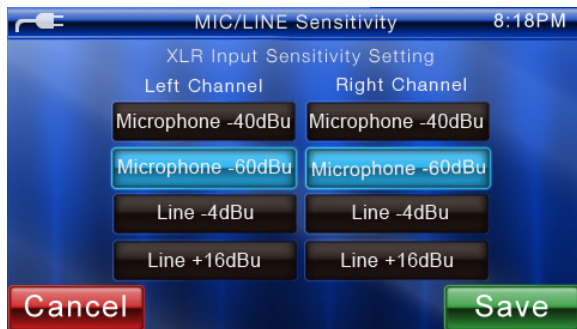 MIC/LINE Sensitivity 8:18PM
XLR Input Sensitivity Setting
Left Channel Right Channel
Microphone -40dBu Microphone -40dBu
Microphone -60dBu Microphone -60dBu
Line -4dBu Line -4dBu
Line +16dBu Line +16dBu
Cancel Save